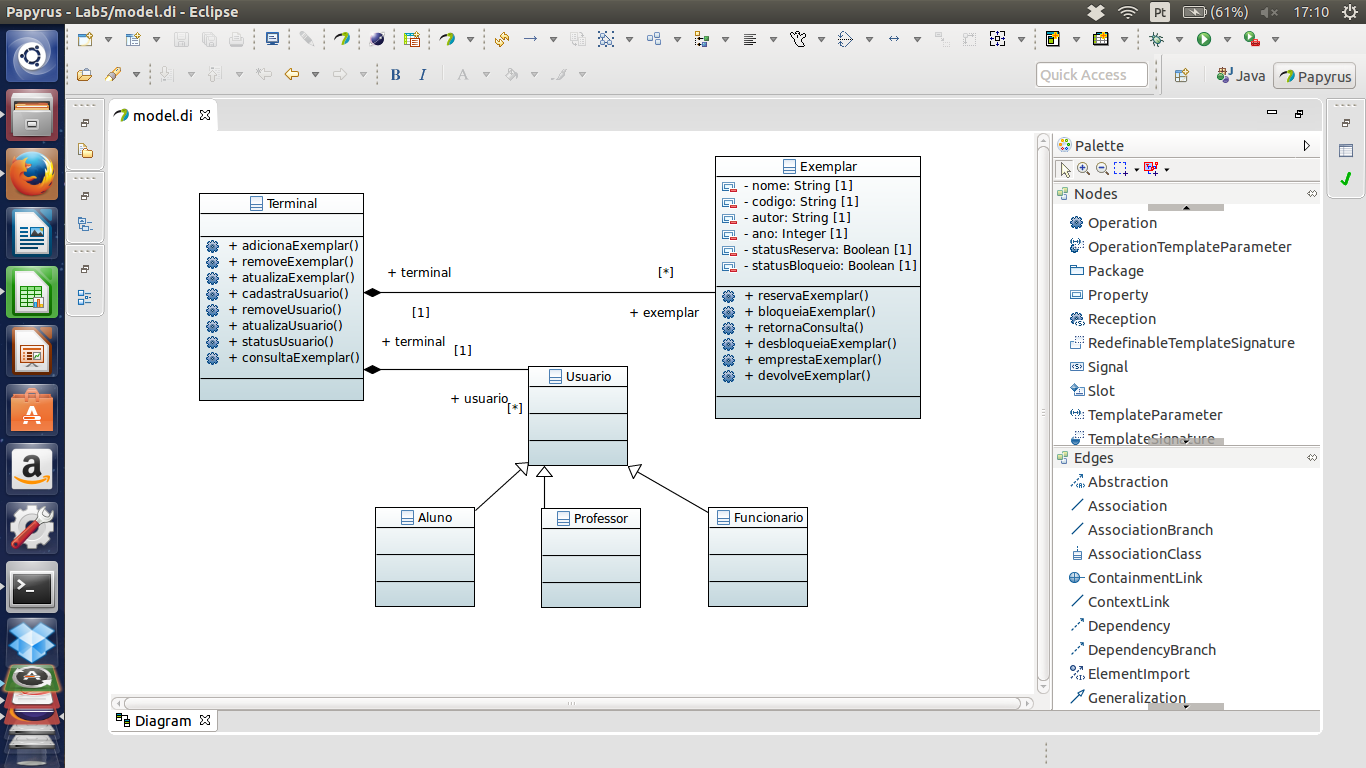 Papyrus - Lab5/model.di - Eclipse
Pt
(61%)
17:10
B
I
A
Quick Access
Java
Papyrus
model.di
Terminal
+ adicionaExemplar()
+ removeExemplar()
+ atualizaExemplar()
+ cadastraUsuario()
+ removeUsuario()
+ atualizaUsuario()
+ statusUsuario()
+ consultaExemplar()
+ terminal
[*]
[1]
+ exemplar
+ terminal
[1]
+ usuario
[*]
Exemplar
- nome: String [1]
- codigo: String [1]
- autor: String [1]
- ano: Integer [1]
- statusReserva: Boolean [1]
- statusBloqueio: Boolean [1]
+ reservaExemplar()
+ bloqueiaExemplar()
+ retornaConsulta()
+ desbloqueiaExemplar()
+ emprestaExemplar()
+ devolveExemplar()
Usuario
Aluno
Professor
Funcionario
Palette
Nodes
Operation
OperationTemplateParameter
Package
Property
Reception
RedefinableTemplateSignature
Signal
Slot
TemplateParameter
TemplateSignature
Edges
Abstraction
Association
AssociationBranch
AssociationClass
ContainmentLink
ContextLink
Dependency
DependencyBranch
ElementImport
Generalization
Diagram